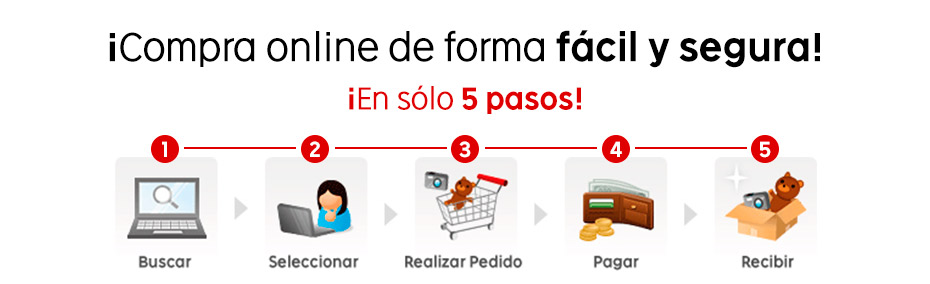 ¡Compra online de forma fácil y segura!
¡En sólo 5 pasos!
1 2 3 4 5
Buscar Seleccionar Realizar Pedido Pagar Recibir